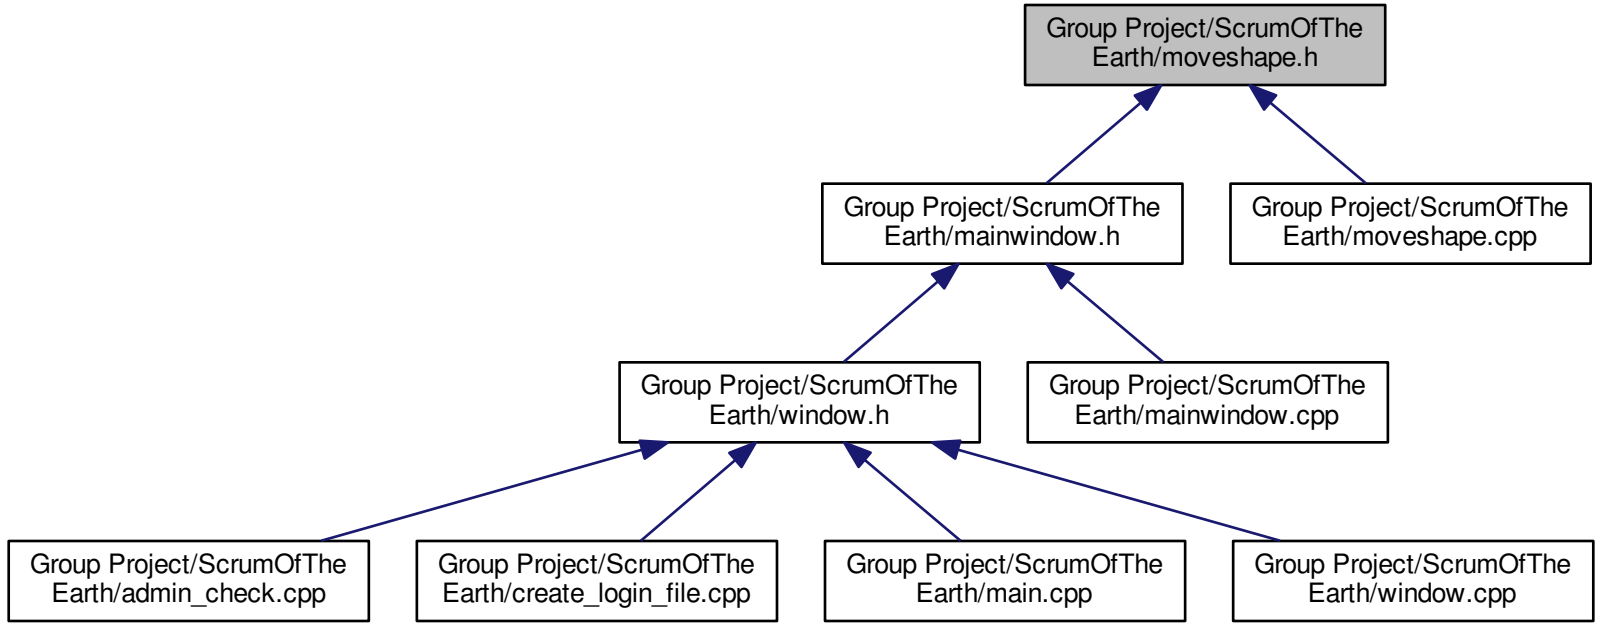 Group Project/ScrumOfThe
Earth/moveshape.h
Group Project/ScrumOfThe
Earth/mainwindow.h
Group Project/ScrumOfThe
Earth/moveshape.cpp
Group Project/ScrumOfThe
Earth/window.h
Group Project/ScrumOfThe
Earth/mainwindow.cpp
Group Project/ScrumOfThe
Earth/admin_check.cpp
Group Project/ScrumOfThe
Earth/create_login_file.cpp
Group Project/ScrumOfThe
Earth/main.cpp
Group Project/ScrumOfThe
Earth/window.cpp